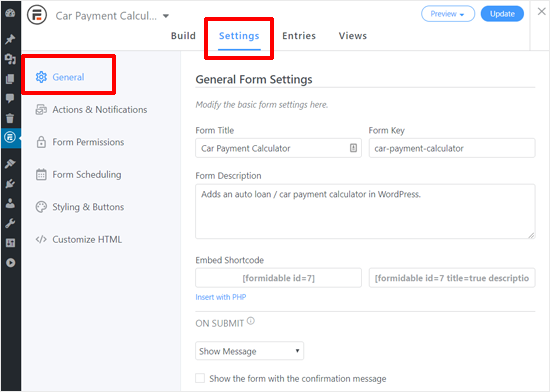 Car Payment Calcul...
Preview
Update
Build
Settings
Entries
Views
General
Actions & Notifications
Form Permissions
Form Scheduling
Styling & Buttons
Customize HTML
General Form Settings
Modify the basic form settings here.
Form Title
Form Key
Car Payment Calculator
car-payment-calculator
Form Description
Adds an auto loan / car payment calculator in WordPress.
Embed Shortcode
[formidable id=7]
[formidable id=7 title=true descriptio
Insert with PHP
ON SUBMIT
Show Message
Show the form with the confirmation message